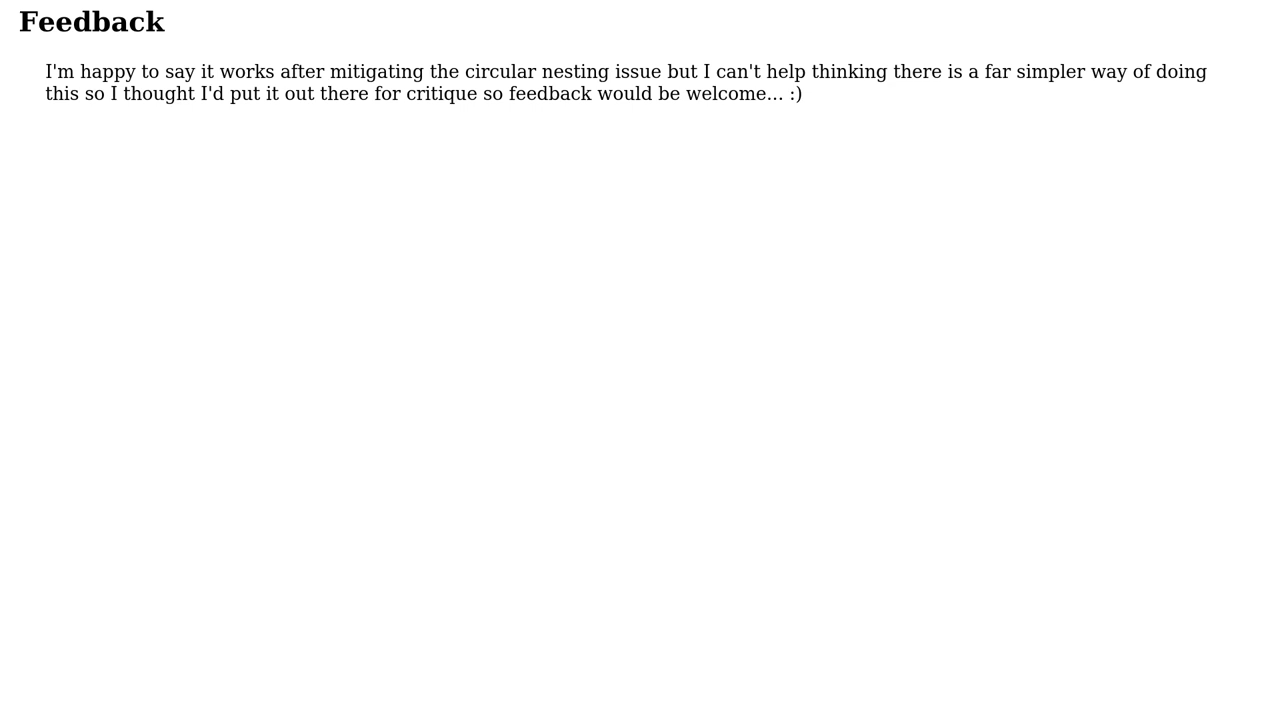 Feedback
I'm happy to say it works after mitigating the circular nesting issue but I can't help thinking there is a far simpler way of doing
this so I thought I'd put it out there for critique so feedback would be welcome... :)